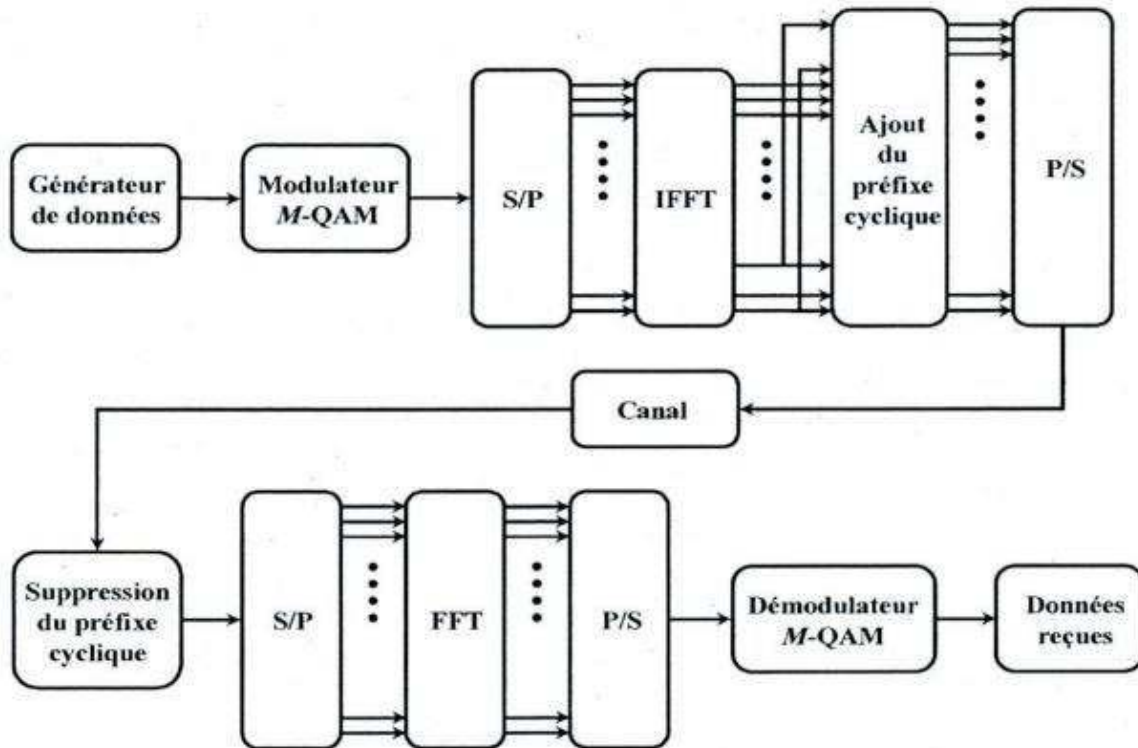 Générateur
de données
Modulateur
M-QAM
S/P
IFFT
Ajout
du
préfixe
cyclique
P/S
Canal
Suppression
du préfixe
cyclique
S/P
FFT
P/S
Démodulateur
M-QAM
Données
reçues